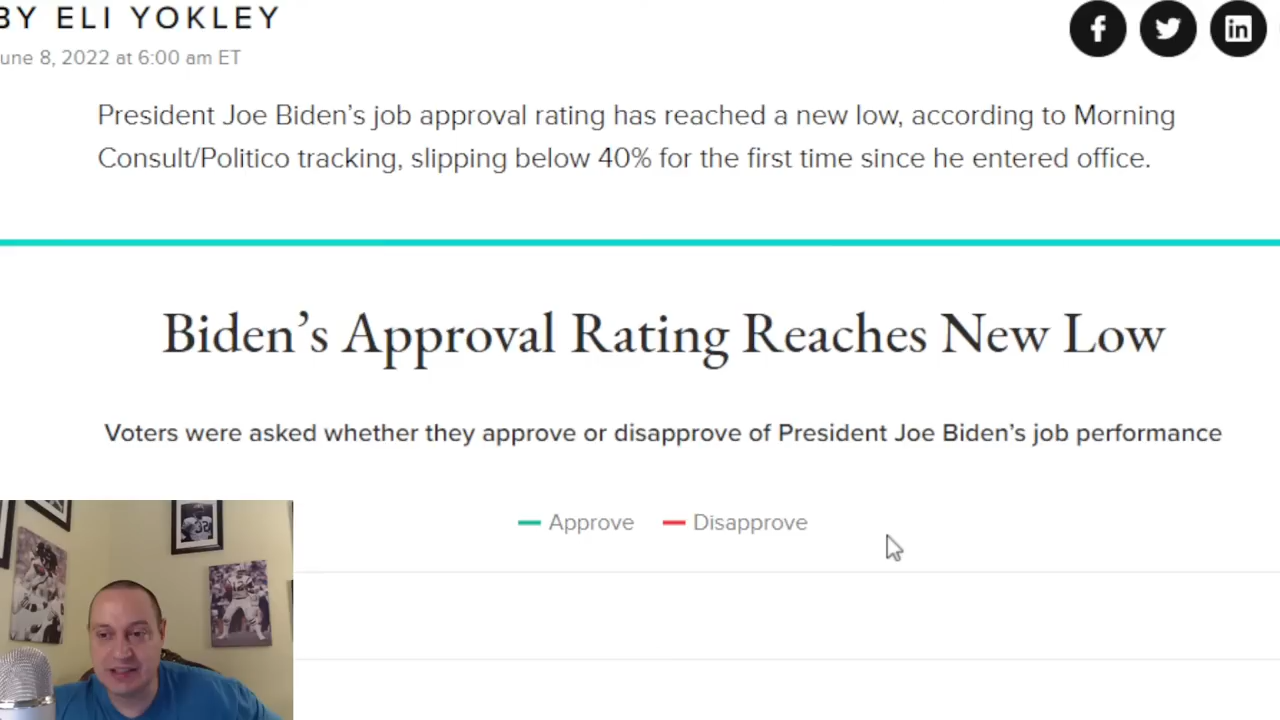 BY ELI YOKLEY
une 8, 2022 at 6:00 am ET
President Joe Biden’s job approval rating has reached a new low, according to Morning
Consult/Politico tracking, slipping below 40% for the first time since he entered office.
Biden’s Approval Rating Reaches New Low
Voters were asked whether they approve or disapprove of President Joe Biden’s job performance
Approve Disapprove
32